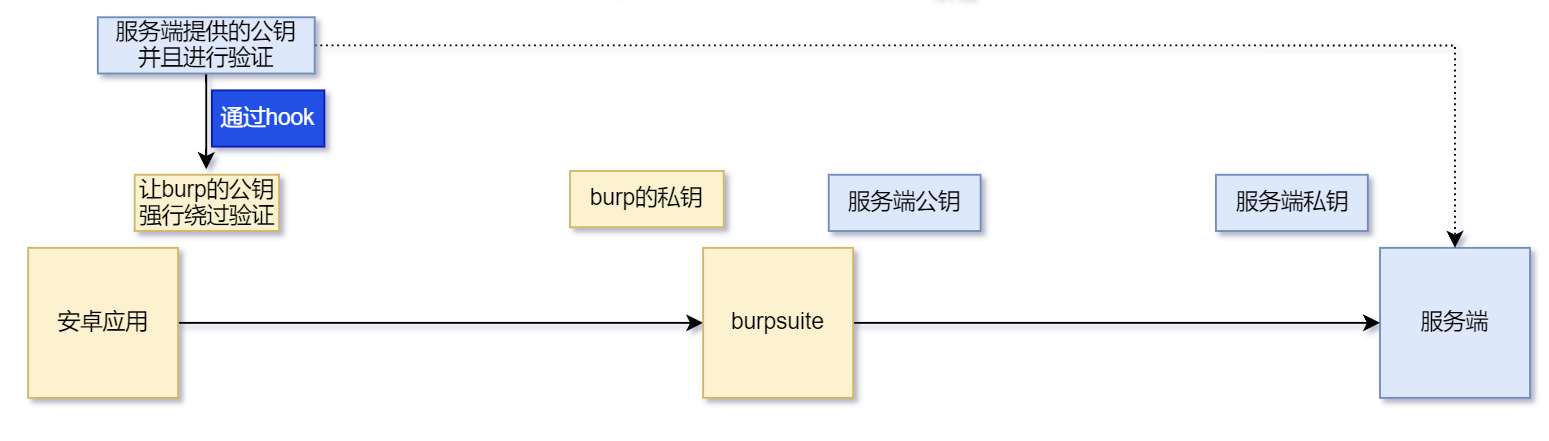 服务端提供的公钥
并且进行验证
通过hook
让burp的公钥
强行绕过验证
burp的私钥
服务端公钥
服务端私钥
安卓应用
burpsuite
服务端